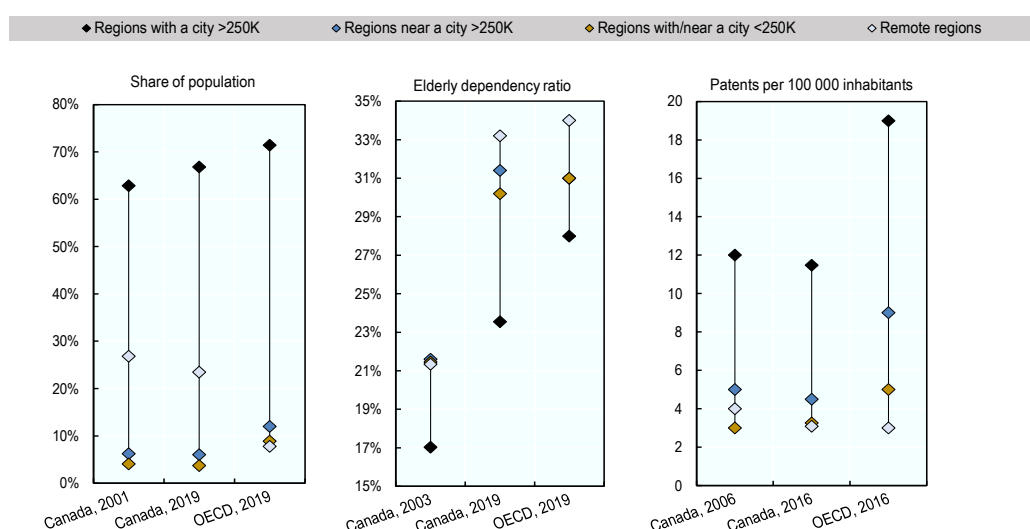 Regions with a city >250K
Regions near a city >250K
Regions with/near a city <250K
Remote regions
Share of population
80%
70%
60%
50%
40%
30%
20%
10%
0%
Canada, 2001
Canada, 2019
OECD, 2019
Elderly dependency ratio
35%
33%
31%
29%
27%
25%
23%
21%
19%
17%
15%
Canada, 2003
Canada, 2019
OECD, 2019
Patents per 100 000 inhabitants
20
18
16
14
12
10
8
6
4
2
0
Canada, 2006
Canada, 2016
OECD, 2016